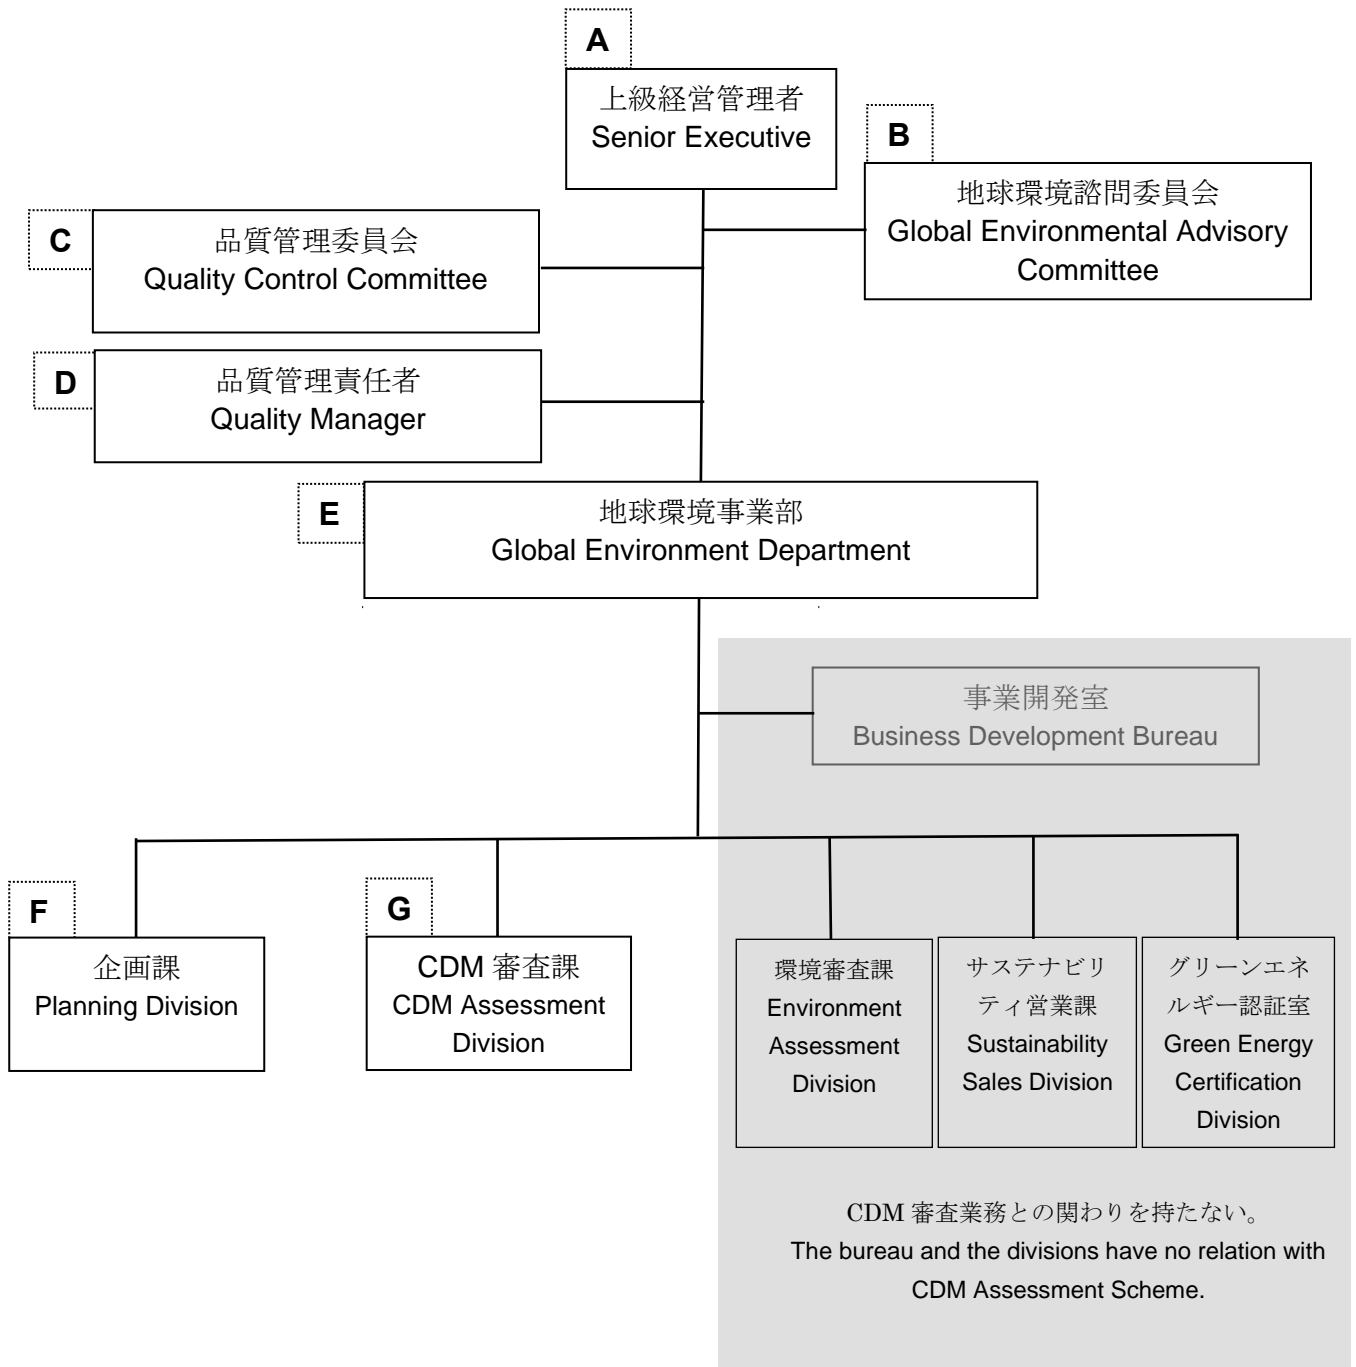 A
上級経営管理者
Senior Executive
B
地球環境諮問委員会
Global Environmental Advisory
Committee
C
品質管理委員会
Quality Control Committee
D
品質管理責任者
Quality Manager
E
地球環境事業部
Global Environment Department
事業開発室
Business Development Bureau
F
企画課
Planning Division
G
CDM 審査課
CDM Assessment
Division
環境審査課
Environment
Assessment
Division
サステナビリ
ティ営業課
Sustainability
Sales Division
グリーンエネ
ルギー認証室
Green Energy
Certification
Division
CDM 審査業務との関わりを持たない。
The bureau and the divisions have no relation with
CDM Assessment Scheme.